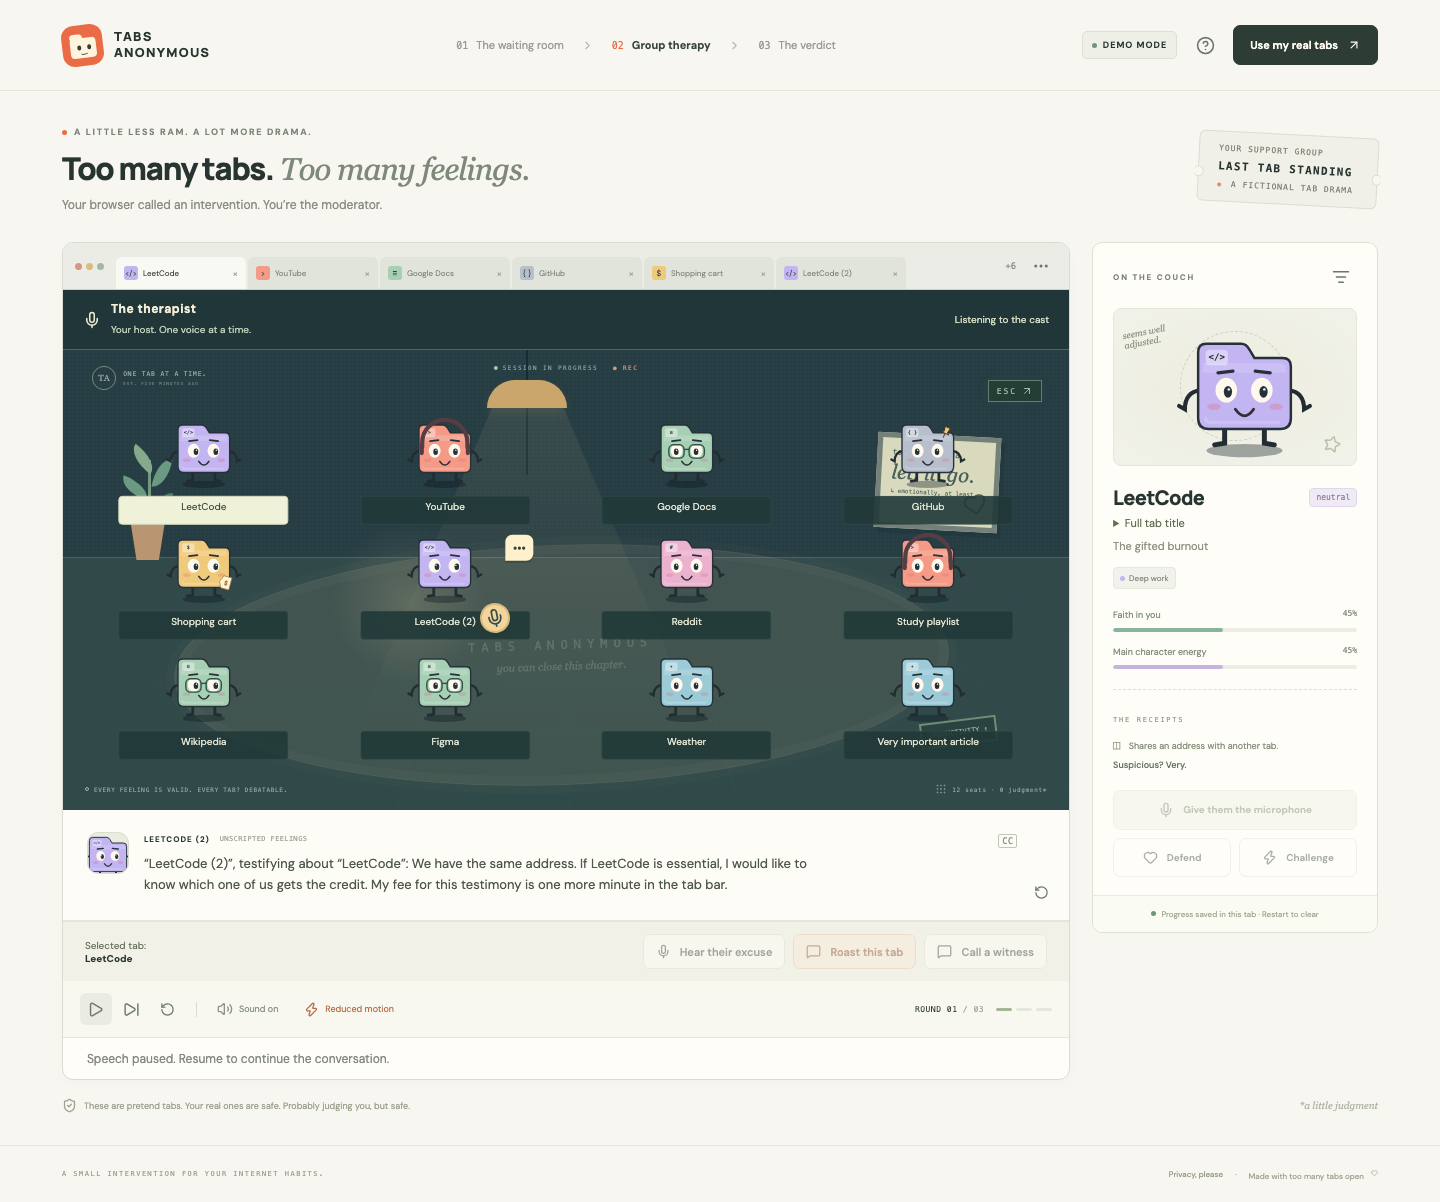 TABS
ANONYMOUS
01 The waiting room
02 Group therapy
03 The verdict
DEMO MODE
Use my real tabs
A LITTLE LESS RAM. A LOT MORE DRAMA.
Too many tabs. Too many feelings.
Your browser called an intervention. You're the moderator.
YOUR SUPPORT GROUP
LAST TAB STANDING
A FICTIONAL TAB DRAMA
LeetCode ×
YouTube ×
Google Docs ×
GitHub ×
Shopping cart ×
LeetCode (2) ×
+6
The therapist
Your host. One voice at a time.
Listening to the cast
TA
ONE TAB AT A TIME.
EST. FIVE MINUTES AGO
SESSION IN PROGRESS
REC
ESC
LeetCode
YouTube
Google Docs
go.
↳ emotionally, at least
GitHub
Shopping cart
LeetCode (2)
Reddit
Study playlist
TABS ANONYMOUS
you can close this chapter.
Wikipedia
Figma
Weather
Very important article
EVERY FEELING IS VALID. EVERY TAB? DEBATABLE.
12 seats · 0 judgment*
LEETCODE (2) UNSCRIPTED FEELINGS
CC
“LeetCode (2)”, testifying about “LeetCode”: We have the same address. If LeetCode is essential, I would like to
know which one of us gets the credit. My fee for this testimony is one more minute in the tab bar.
Selected tab:
LeetCode
Hear their excuse
Roast this tab
Call a witness
Sound on
Reduced motion
ROUND 01 / 03
Speech paused. Resume to continue the conversation.
ON THE COUCH
seems well
adjusted.
</>
LeetCode
neutral
Full tab title
The gifted burnout
Deep work
Faith in you 45%
Main character energy 45%
THE RECEIPTS
Shares an address with another tab.
Suspicious? Very.
Give them the microphone
Defend
Challenge
Progress saved in this tab · Restart to clear
These are pretend tabs. Your real ones are safe. Probably judging you, but safe.
*a little judgment
A SMALL INTERVENTION FOR YOUR INTERNET HABITS.
Privacy, please · Made with too many tabs open